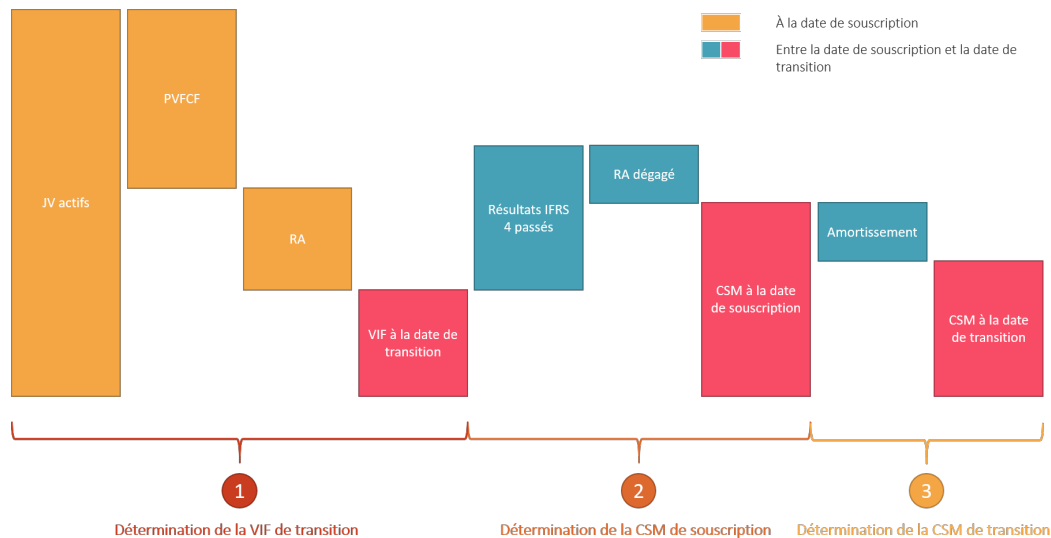 À la date de souscription
Entre la date de souscription et la date de
transition
JV actifs
PVFCF
RA
VIF à la date de
transition
Résultats IFRS
4 passés
RA dégagé
CSM à la date
de souscription
Amortissement
CSM à la date
de transition
1
Détermination de la VIF de transition
2
Détermination de la CSM de souscription
3
Détermination de la CSM de transition